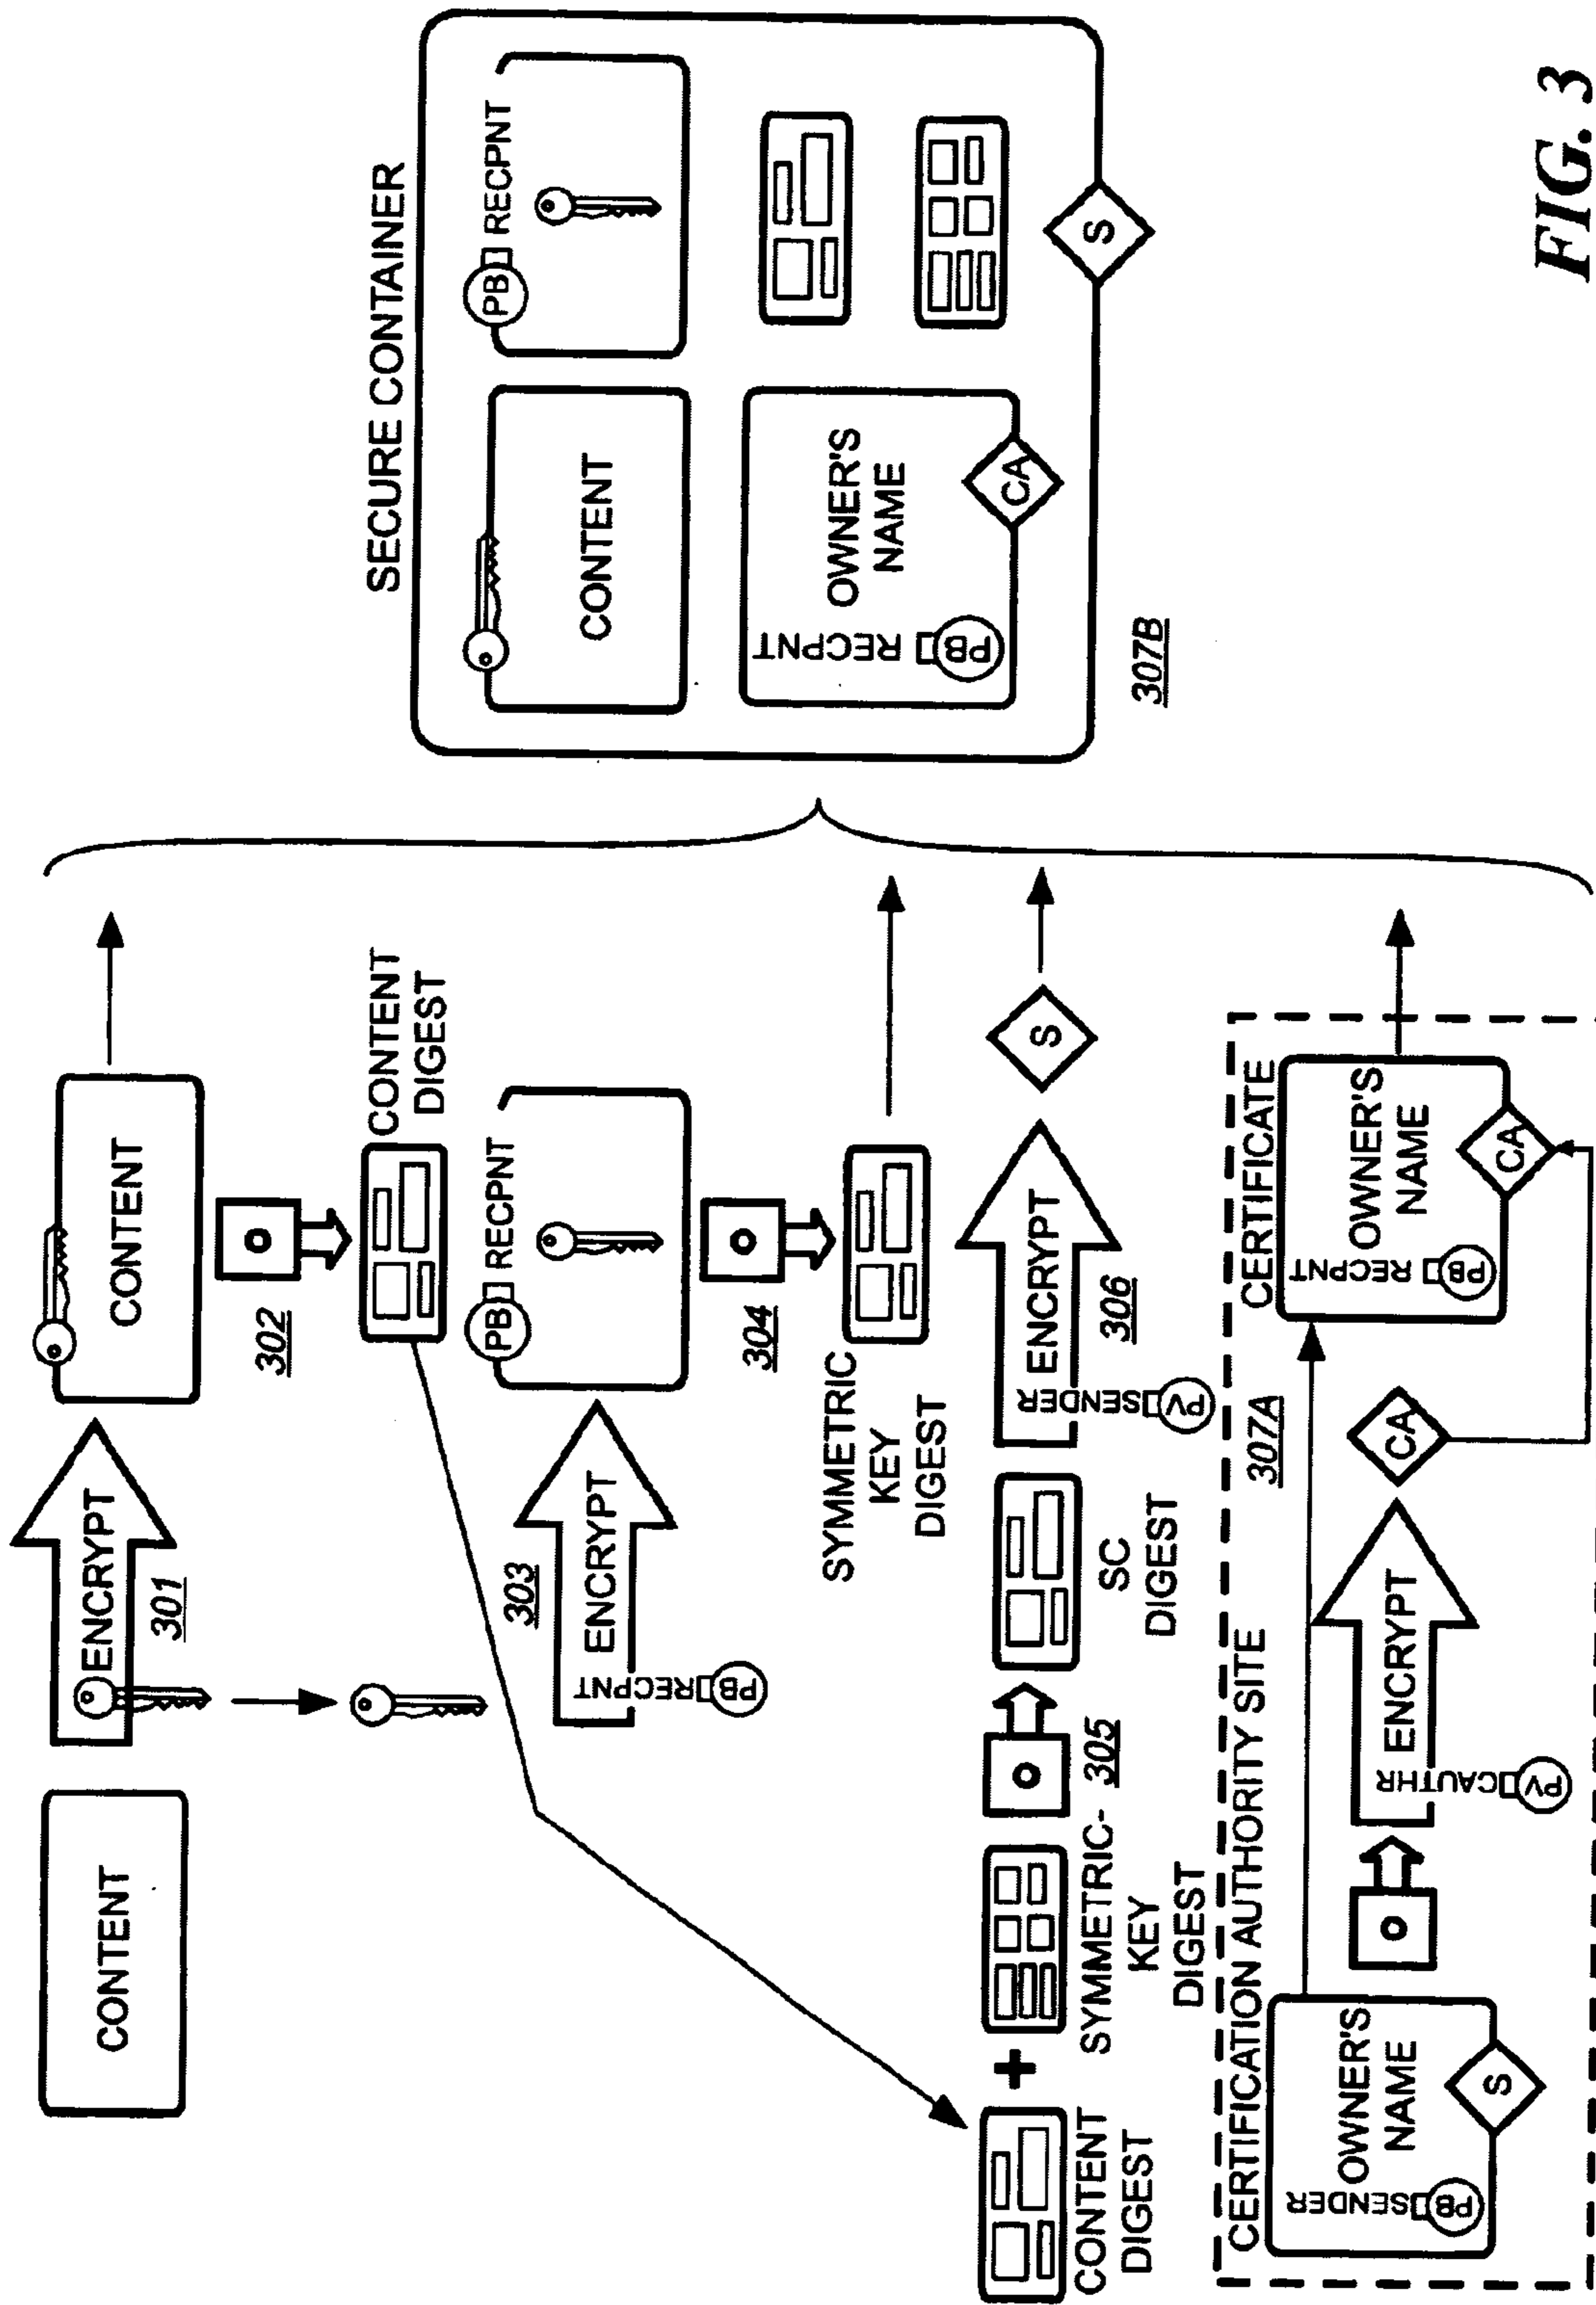 CONTENT
ENCRYPT
301
CONTENT
302
CONTENT
DIGEST
303
ENCRYPT
RECPNT
PB
PB
RECPNT
304
SYMMETRIC
KEY
DIGEST
CONTENT
DIGEST
+
SYMMETRIC-
KEY
DIGEST
305
SC
DIGEST
ENCRYPT
SENDER
PV
306
S
CERTIFICATION AUTHORITY SITE
OWNER'S
NAME
SENDER
PB
S
ENCRYPT
CAUTHR
PV
CA
307A
CERTIFICATE
OWNER'S
NAME
RECPNT
PB
CA
SECURE CONTAINER
CONTENT
PB
RECPNT
OWNER'S
NAME
RECPNT
PB
CA
S
307B
FIG. 3